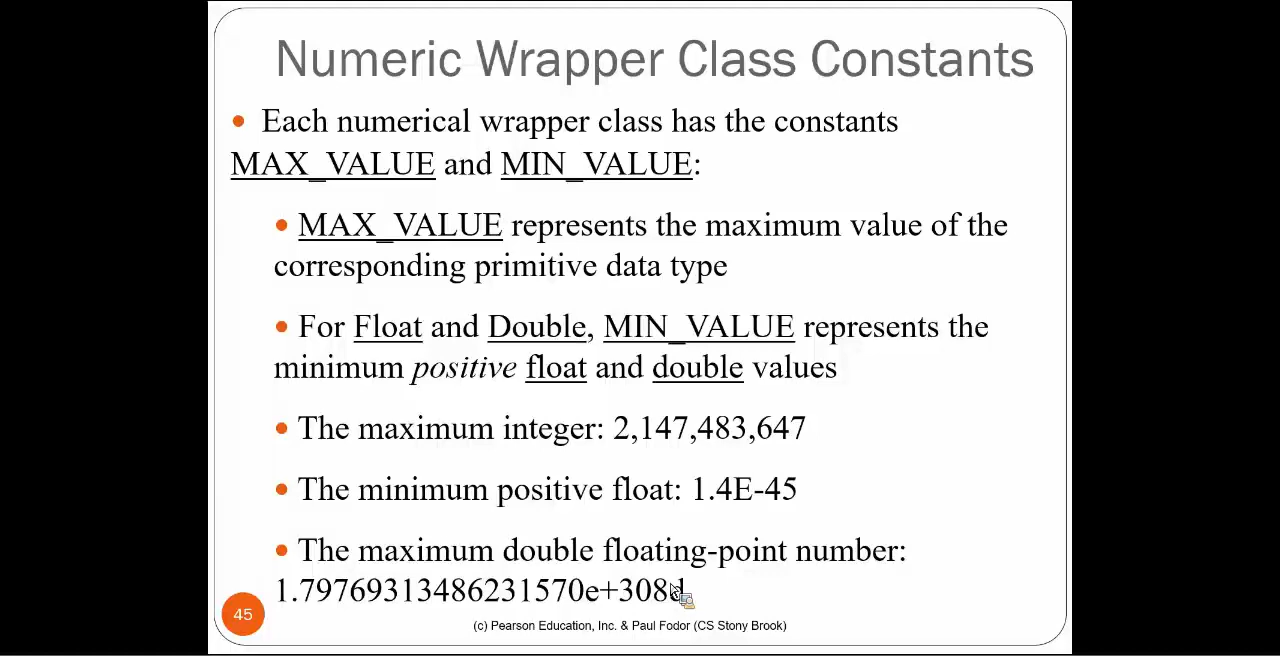 Numeric Wrapper Class Constants
• Each numerical wrapper class has the constants
MAX_VALUE and MIN_VALUE:
• MAX_VALUE represents the maximum value of the
corresponding primitive data type
• For Float and Double, MIN_VALUE represents the
minimum positive float and double values
• The maximum integer: 2,147,483,647
• The minimum positive float: 1.4E-45
• The maximum double floating-point number:
1.79769313486231570e+308d
45
(c) Pearson Education, Inc. & Paul Fodor (CS Stony Brook)